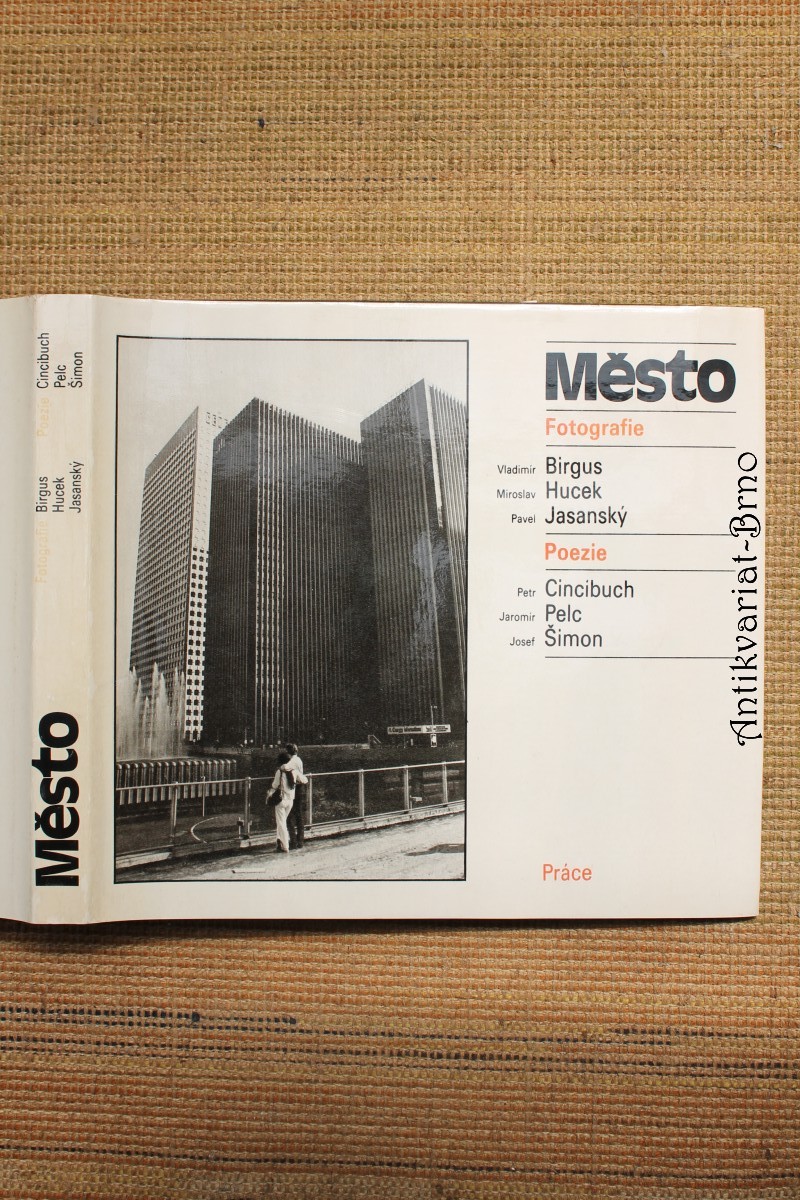 Město
Fotografie
Vladimír Birgus
Miroslav Hucek
Pavel Jasanský
Poezie
Petr Cincibuch
Jaromír Pelc
Josef Šimon
Práce
Město
Fotografie Birgus
Hucek
Jasanský
Poezie Cincibuch
Pelc
Šimon
Antikvariat-Brno